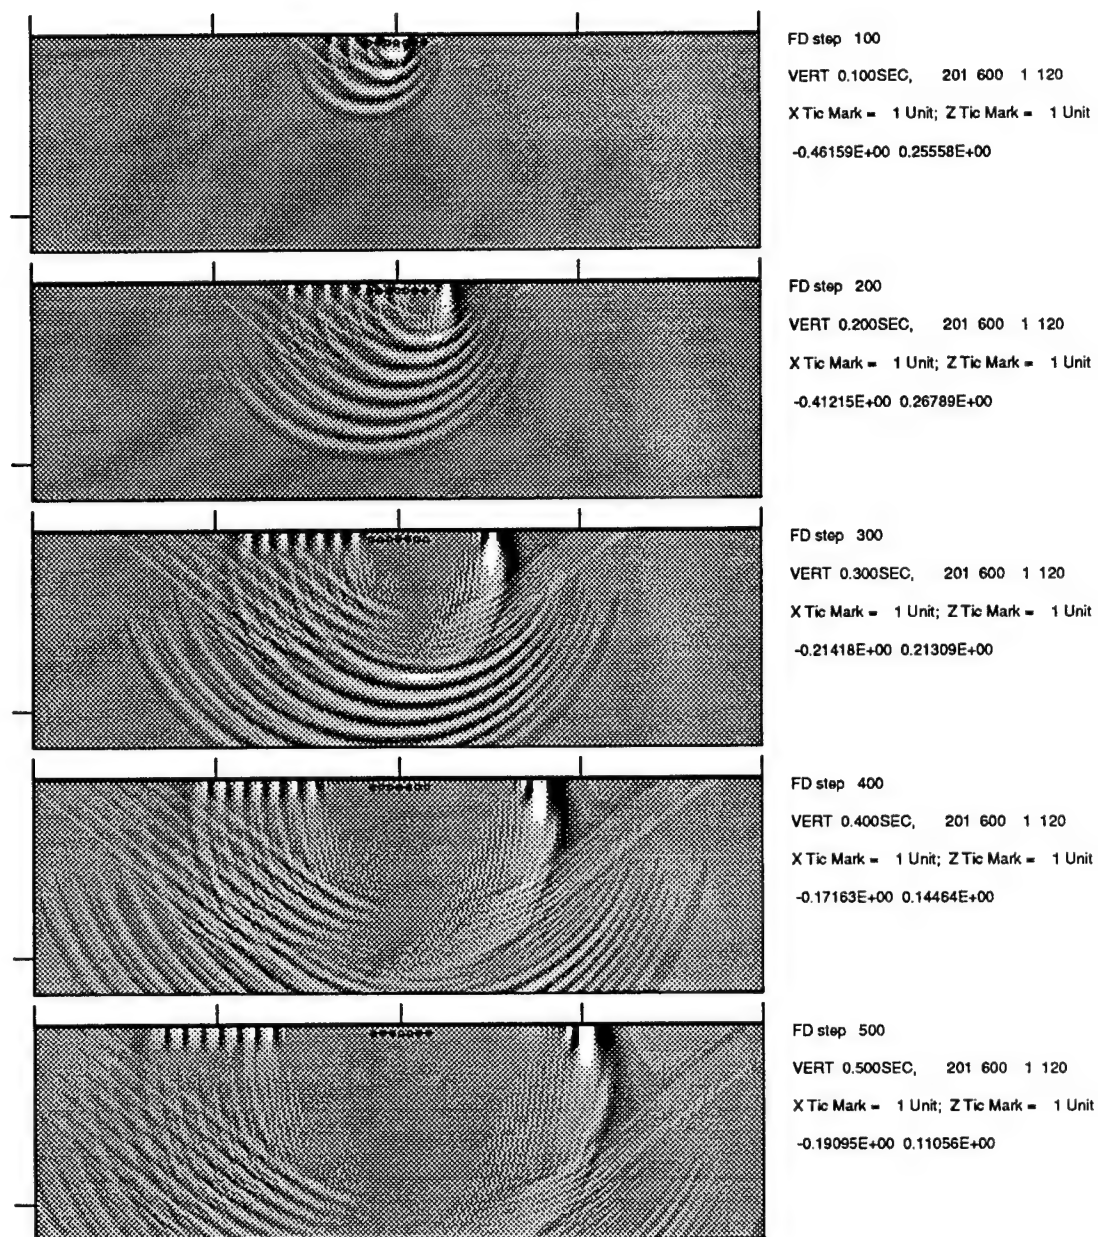 FD step 100
VERT 0.100SEC, 201 600 1 120
X Tic Mark = 1 Unit; Z Tic Mark = 1 Unit
-0.46159E+00 0.25558E+00
FD step 200
VERT 0.200SEC, 201 600 1 120
X Tic Mark = 1 Unit; Z Tic Mark = 1 Unit
-0.41215E+00 0.26789E+00
FD step 300
VERT 0.300SEC, 201 600 1 120
X Tic Mark = 1 Unit; Z Tic Mark = 1 Unit
-0.21418E+00 0.21309E+00
FD step 400
VERT 0.400SEC, 201 600 1 120
X Tic Mark = 1 Unit; Z Tic Mark = 1 Unit
-0.17163E+00 0.14464E+00
FD step 500
VERT 0.500SEC, 201 600 1 120
X Tic Mark = 1 Unit; Z Tic Mark = 1 Unit
-0.19095E+00 0.11056E+00